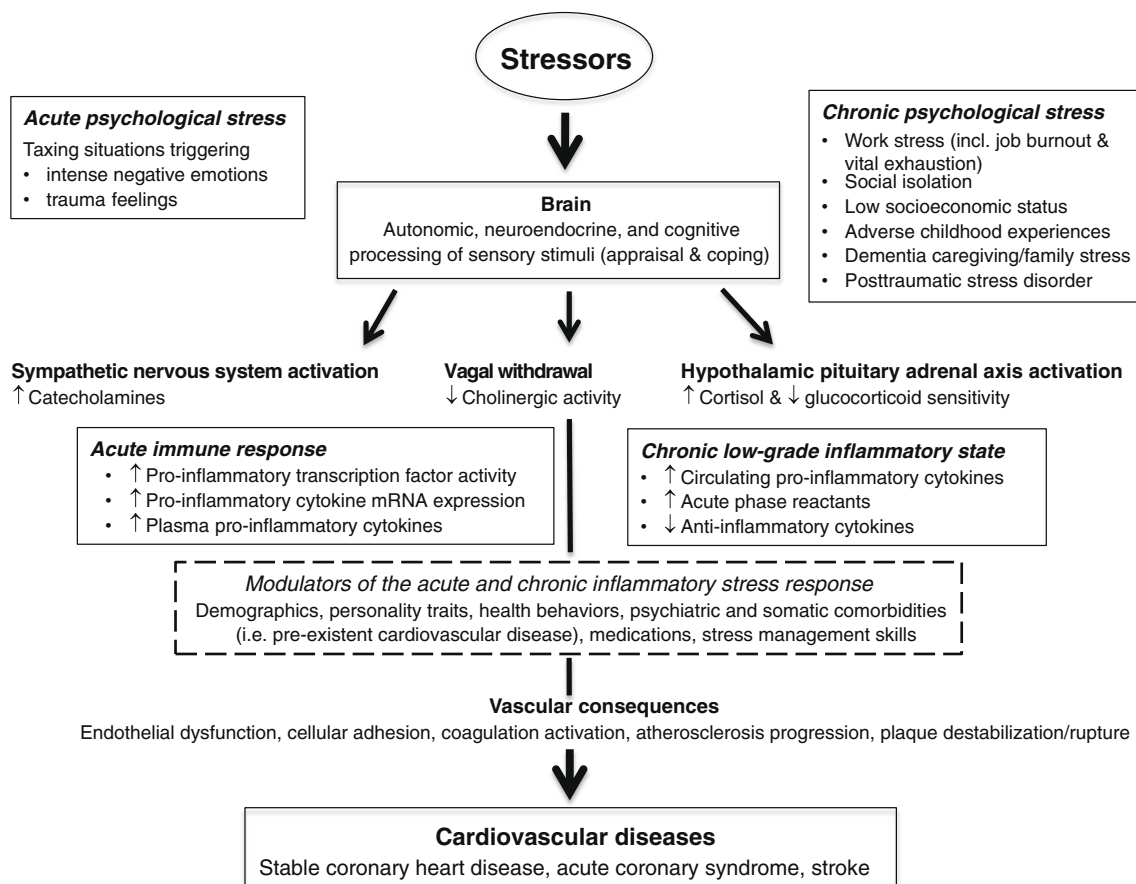 Stressors
Acute psychological stress
Taxing situations triggering
• intense negative emotions
• trauma feelings
Chronic psychological stress
• Work stress (incl. job burnout &
vital exhaustion)
• Social isolation
• Low socioeconomic status
• Adverse childhood experiences
• Dementia caregiving/family stress
• Posttraumatic stress disorder
Brain
Autonomic, neuroendocrine, and cognitive
processing of sensory stimuli (appraisal & coping)
Sympathetic nervous system activation
↑ Catecholamines
Vagal withdrawal
↓ Cholinergic activity
Hypothalamic pituitary adrenal axis activation
↑ Cortisol & ↓ glucocorticoid sensitivity
Acute immune response
• ↑ Pro-inflammatory transcription factor activity
• ↑ Pro-inflammatory cytokine mRNA expression
• ↑ Plasma pro-inflammatory cytokines
Chronic low-grade inflammatory state
• ↑ Circulating pro-inflammatory cytokines
• ↑ Acute phase reactants
• ↓ Anti-inflammatory cytokines
Modulators of the acute and chronic inflammatory stress response
Demographics, personality traits, health behaviors, psychiatric and somatic comorbidities
(i.e. pre-existent cardiovascular disease), medications, stress management skills
Vascular consequences
Endothelial dysfunction, cellular adhesion, coagulation activation, atherosclerosis progression, plaque destabilization/rupture
Cardiovascular diseases
Stable coronary heart disease, acute coronary syndrome, stroke